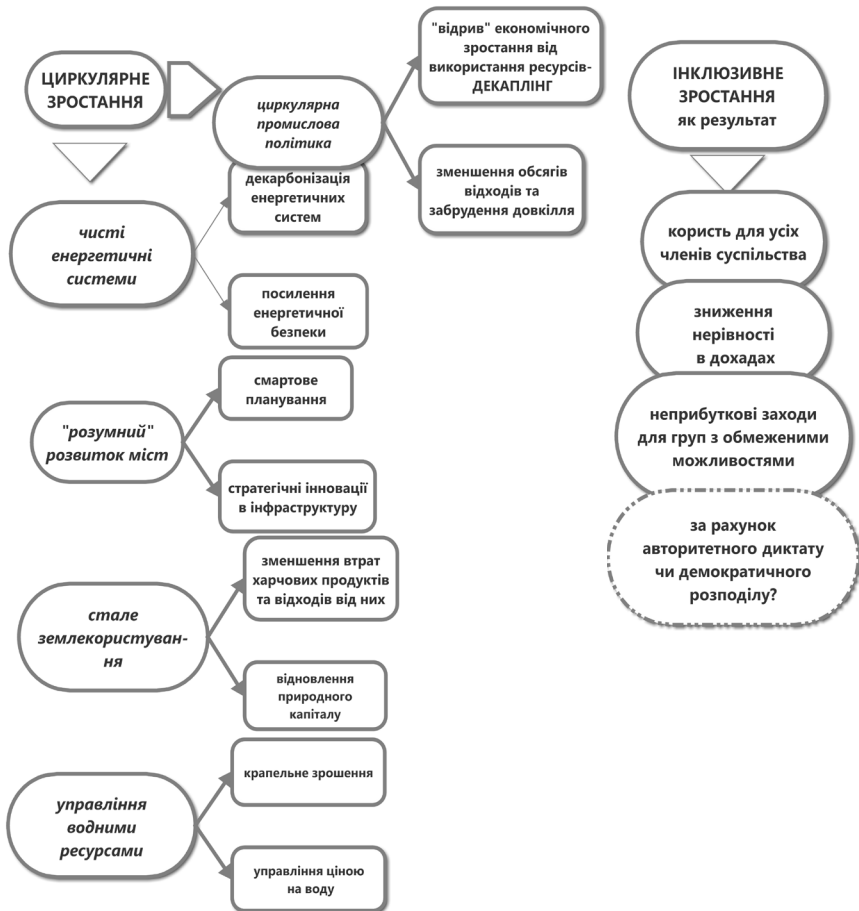 ЦИРКУЛЯРНЕ
ЗРОСТАННЯ
циркулярна
промислова
політика
"відрив" економічного
зростання від
використання ресурсів-
ДЕКАПЛІНГ
зменшення обсягів
відходів та
забрудення довкілля
чисті
енергетичні
системи
декарбонізація
енергетичних
систем
посилення
енергетичної
безпеки
"розумний"
розвиток міст
смартове
планування
стратегічні інновації
в інфраструктуру
стале
землекористуван-
ня
зменшення втрат
харчових продуктів
та відходів від них
відновлення
природного
капіталу
управління
водними
ресурсами
крапельне зрошення
управління ціною
на воду
ІНКЛЮЗИВНЕ
ЗРОСТАННЯ
як результат
користь для усіх
членів суспільства
зниження
нерівності
в доходах
неприбуткові заходи
для груп з обмеженими
можливостями
за рахунок
авторитетного диктату
чи демократичного
розподілу?